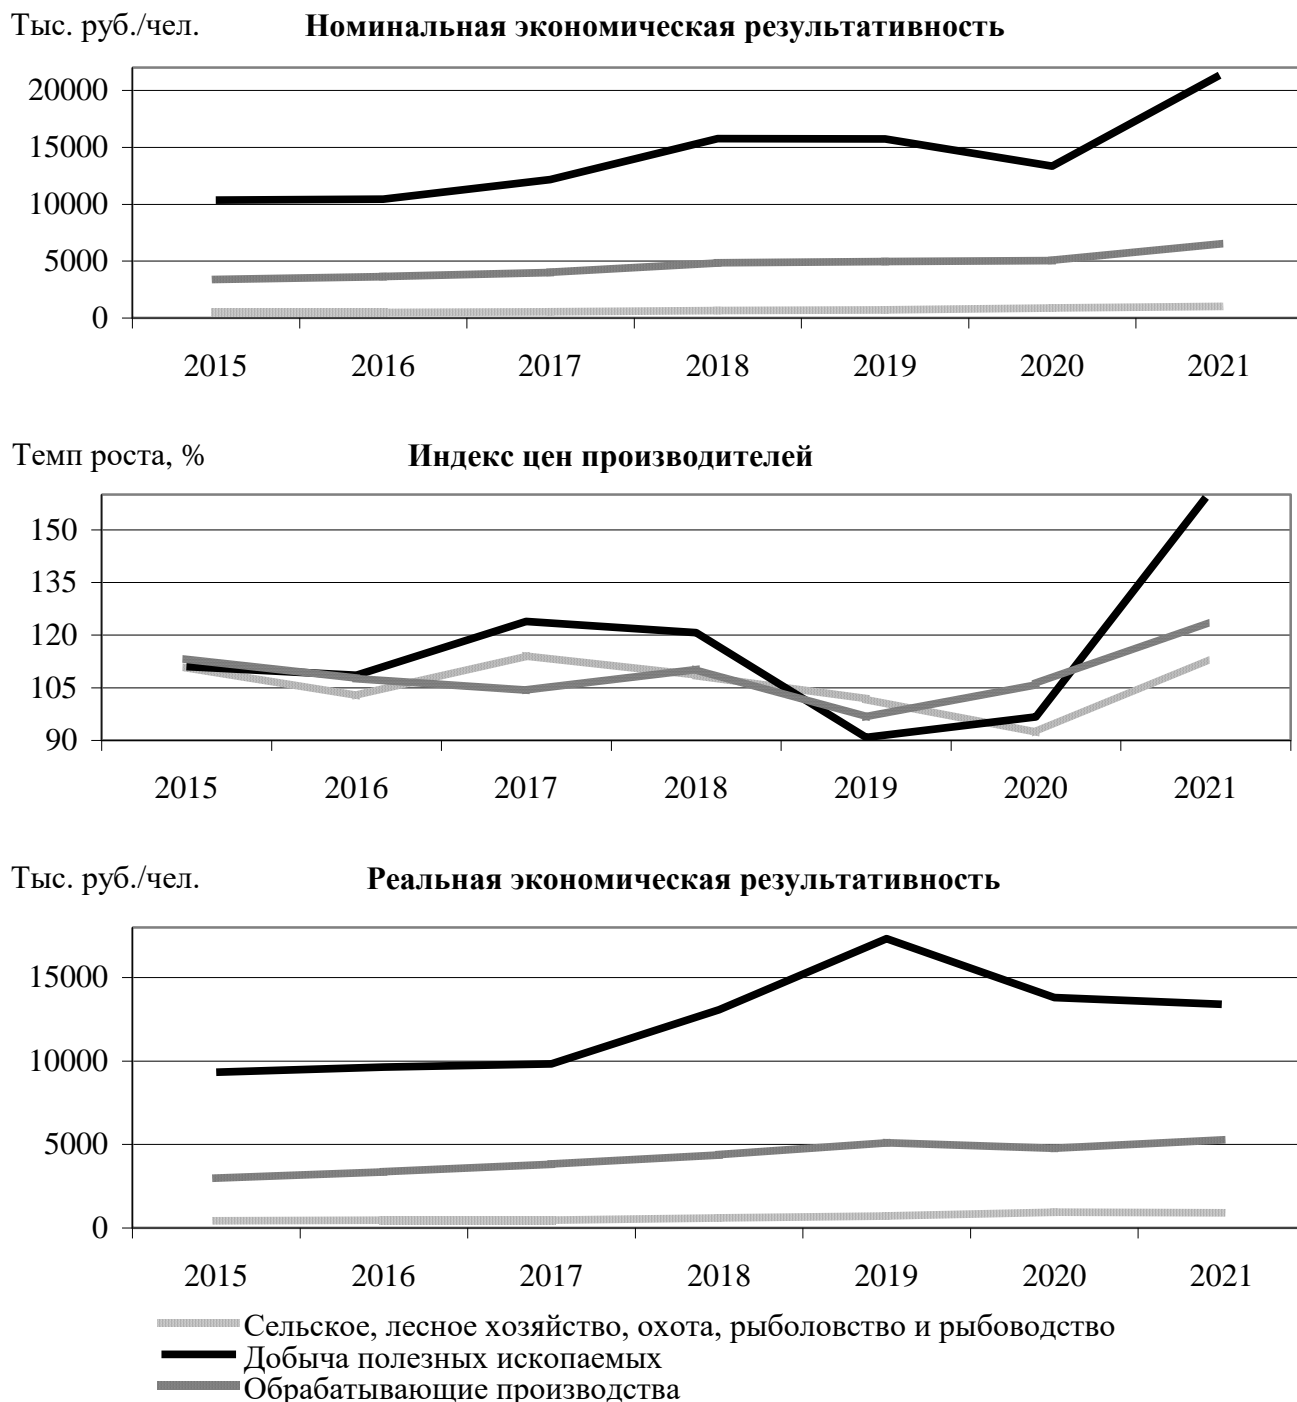 Тыс. руб./чел. Номинальная экономическая результативность
20000
15000
10000
5000
0
2015 2016 2017 2018 2019 2020 2021
Темп роста, % Индекс цен производителей
150
135
120
105
90
2015 2016 2017 2018 2019 2020 2021
Тыс. руб./чел. Реальная экономическая результативность
15000
10000
5000
0
2015 2016 2017 2018 2019 2020 2021
Сельское, лесное хозяйство, охота, рыболовство и рыбоводство
Добыча полезных ископаемых
Обрабатывающие производства